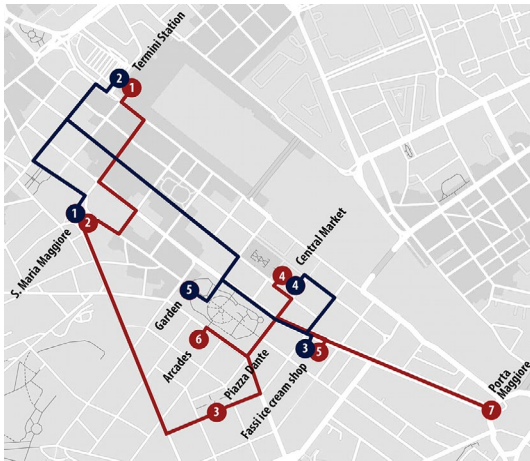 Termini Station
2
1
1
2
S. Maria Maggiore
Central Market
4
4
5
Garden
6
Arcades
3
5
Fassi ice cream shop
Piazza Dante
3
Porta
Maggiore
7